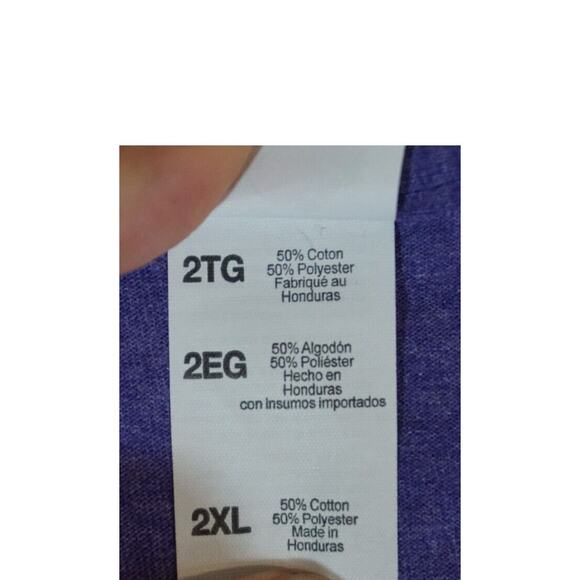 2TG
50% Coton
50% Polyester
Fabriqué au
Honduras
2EG
50% Algodón
50% Poliéster
Hecho en
Honduras
con Insumos importados
2XL
50% Cotton
50% Polyester
Made in
Honduras